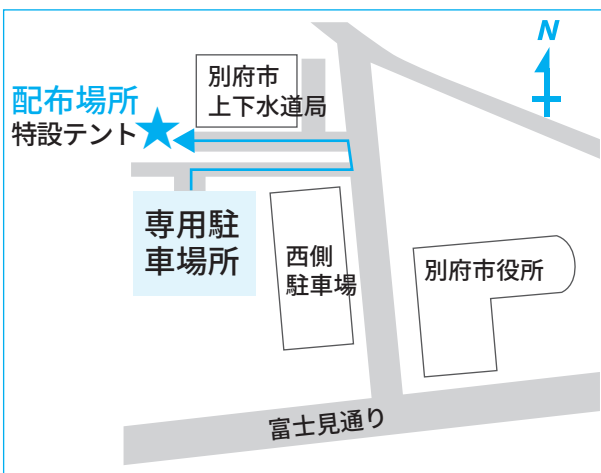 N
別府市
上下水道局
配布場所
特設テント
専用駐
車場所
西側
駐車場
別府市役所
富士見通り